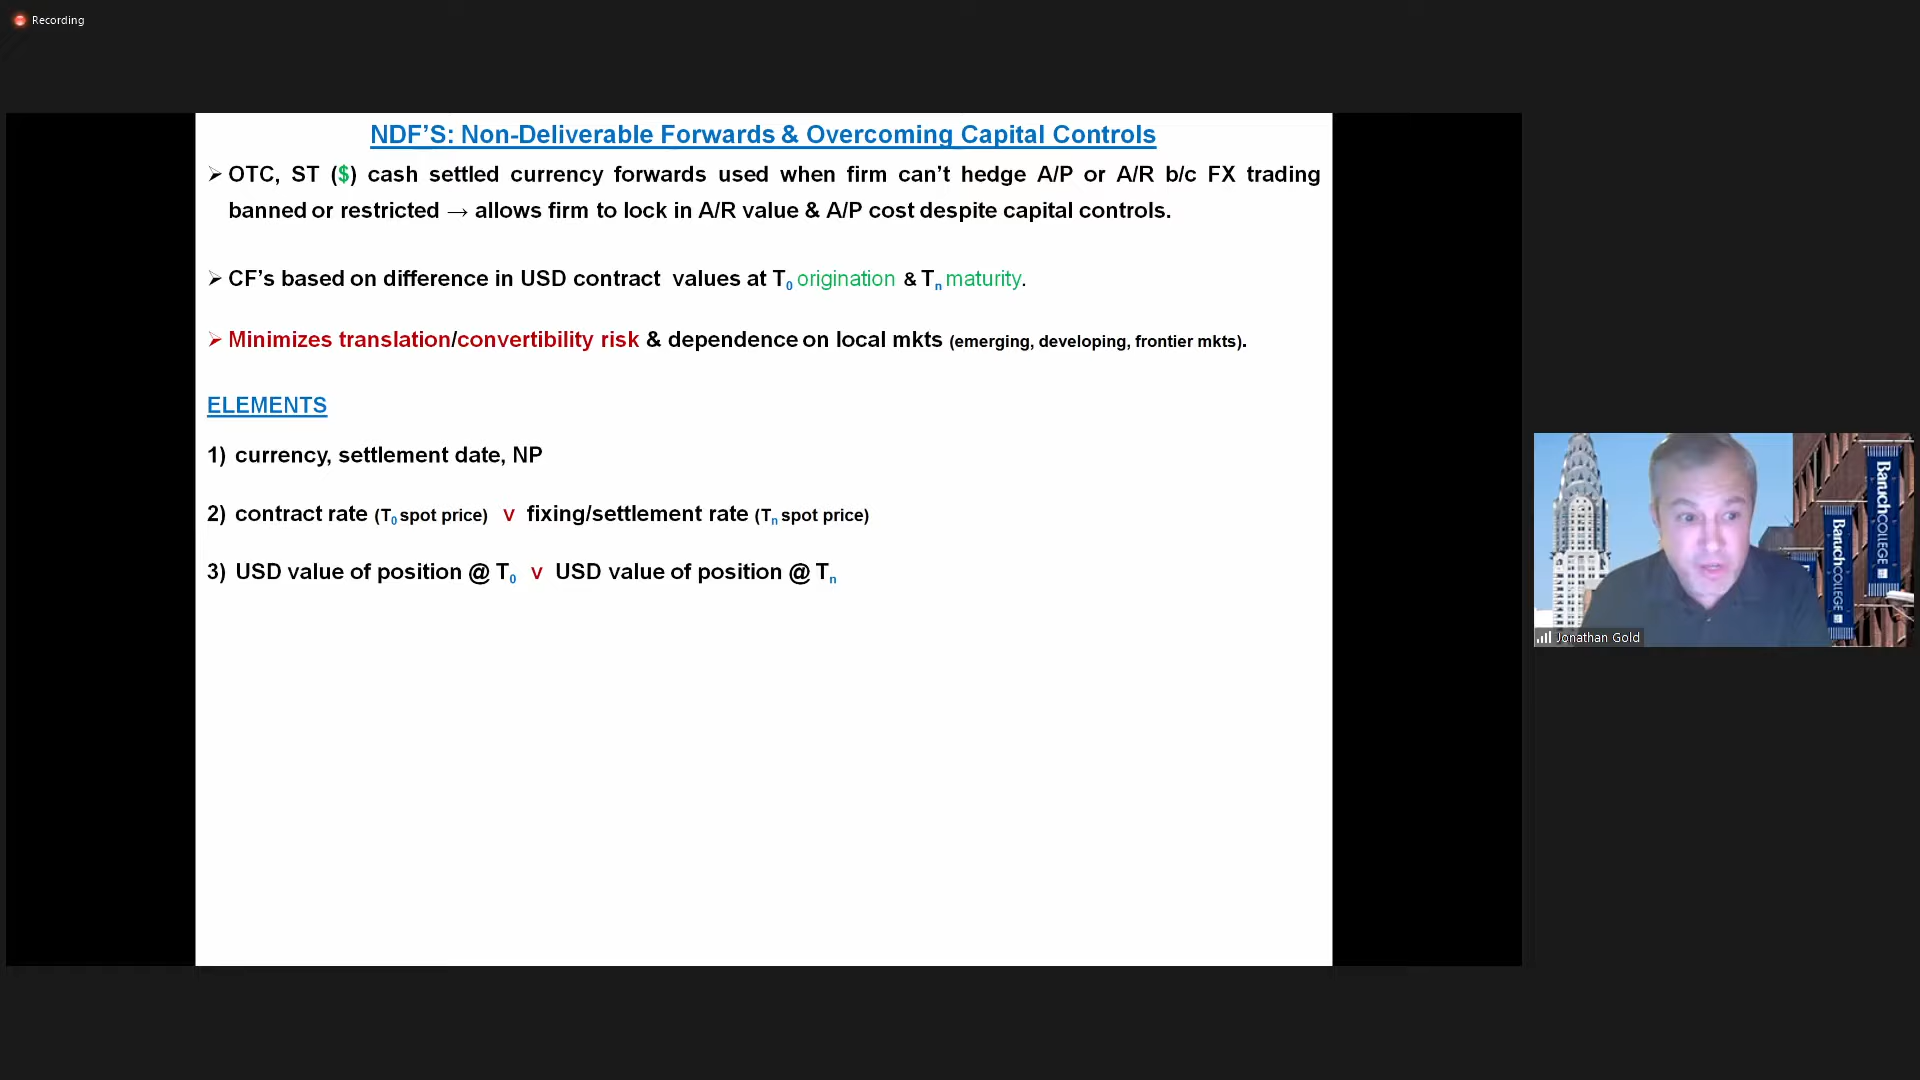 Recording
NDF’S: Non-Deliverable Forwards & Overcoming Capital Controls
➢ OTC, ST ($) cash settled currency forwards used when firm can’t hedge A/P or A/R b/c FX trading
banned or restricted → allows firm to lock in A/R value & A/P cost despite capital controls.
➢ CF’s based on difference in USD contract values at T0 origination & Tn maturity.
➢ Minimizes translation/convertibility risk & dependence on local mkts (emerging, developing, frontier mkts).
ELEMENTS
1) currency, settlement date, NP
2) contract rate (T0 spot price) v fixing/settlement rate (Tn spot price)
3) USD value of position @ T0 v USD value of position @ Tn
Baruch COLLEGE
Baruch COLLEGE
Jonathan Gold